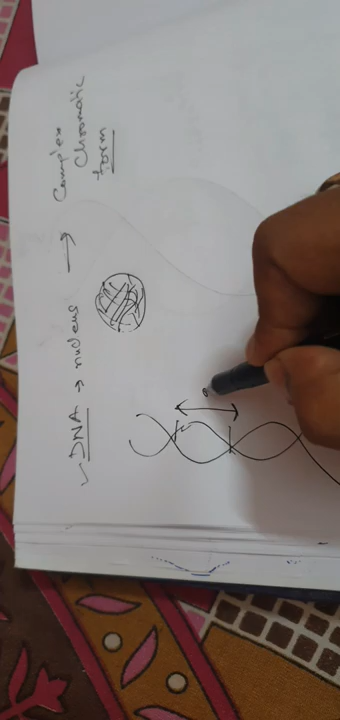 ✓ DNA → nucleus → Complex
Chromatic
form